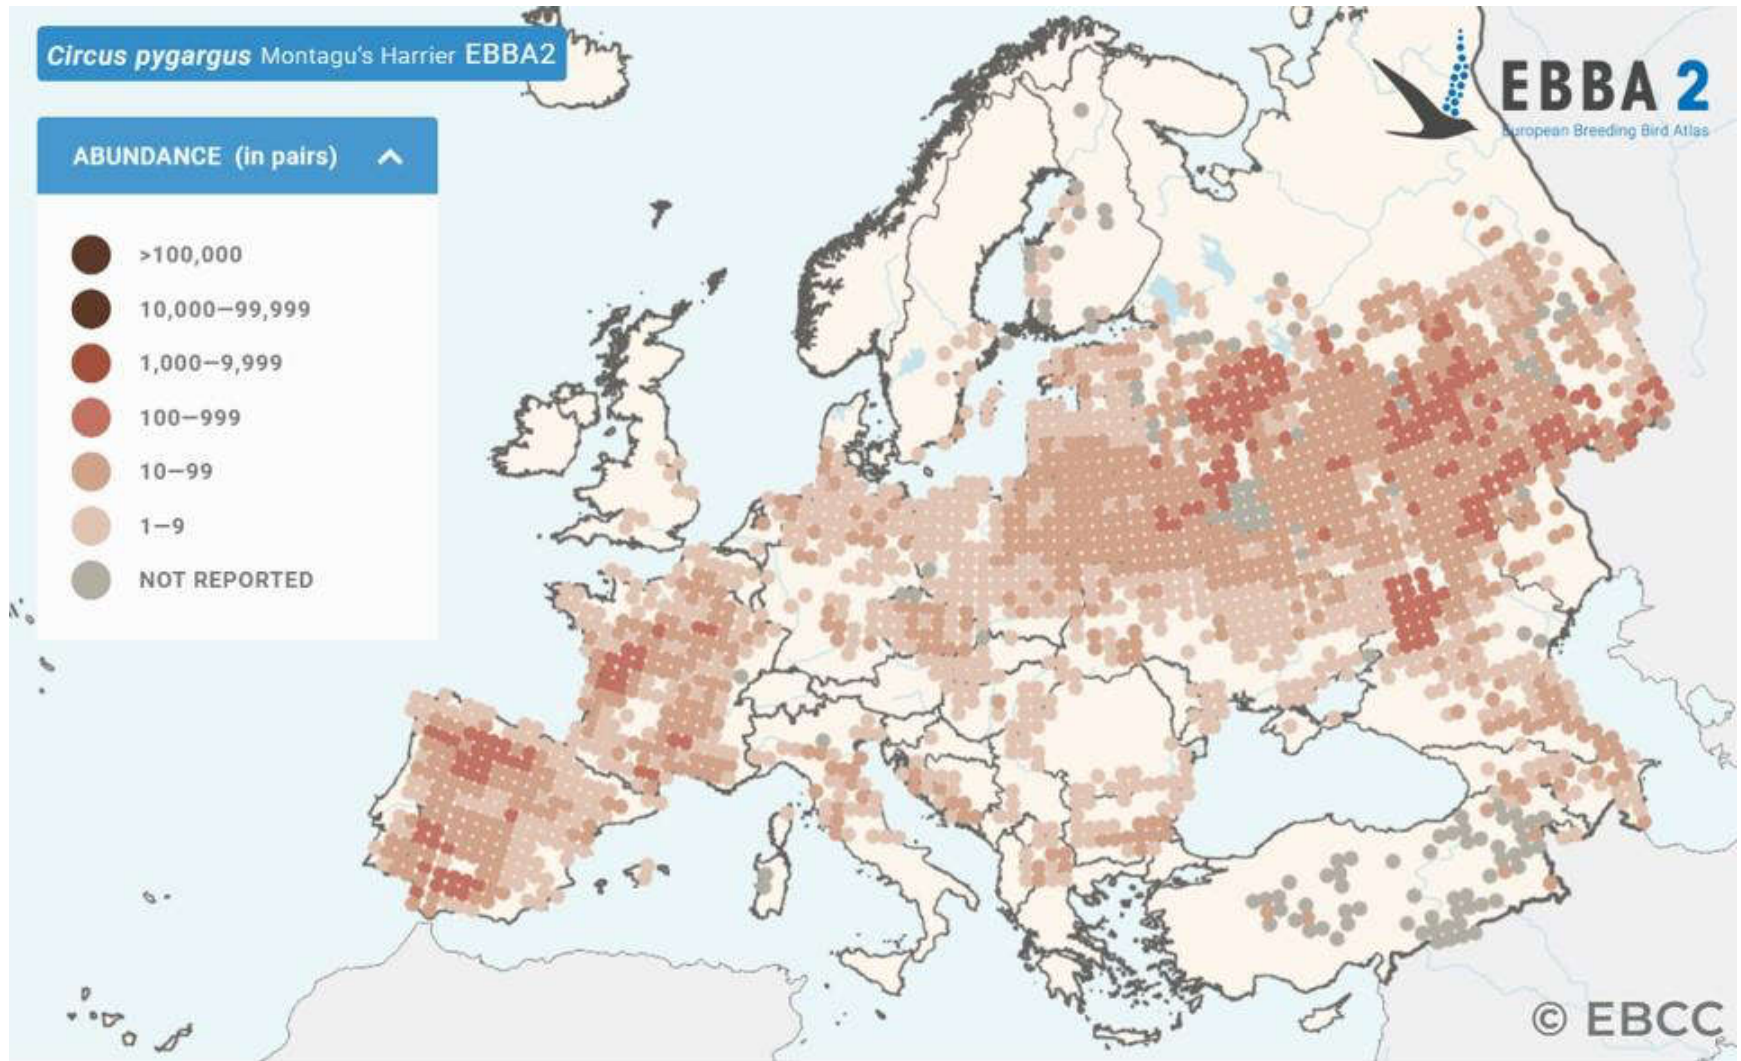 Circus pygargus Montagu's Harrier EBBA2
EBBA 2
European Breeding Bird Atlas
ABUNDANCE (in pairs)
>100,000
10,000–99,999
1,000–9,999
100–999
10–99
1–9
NOT REPORTED
© EBCC